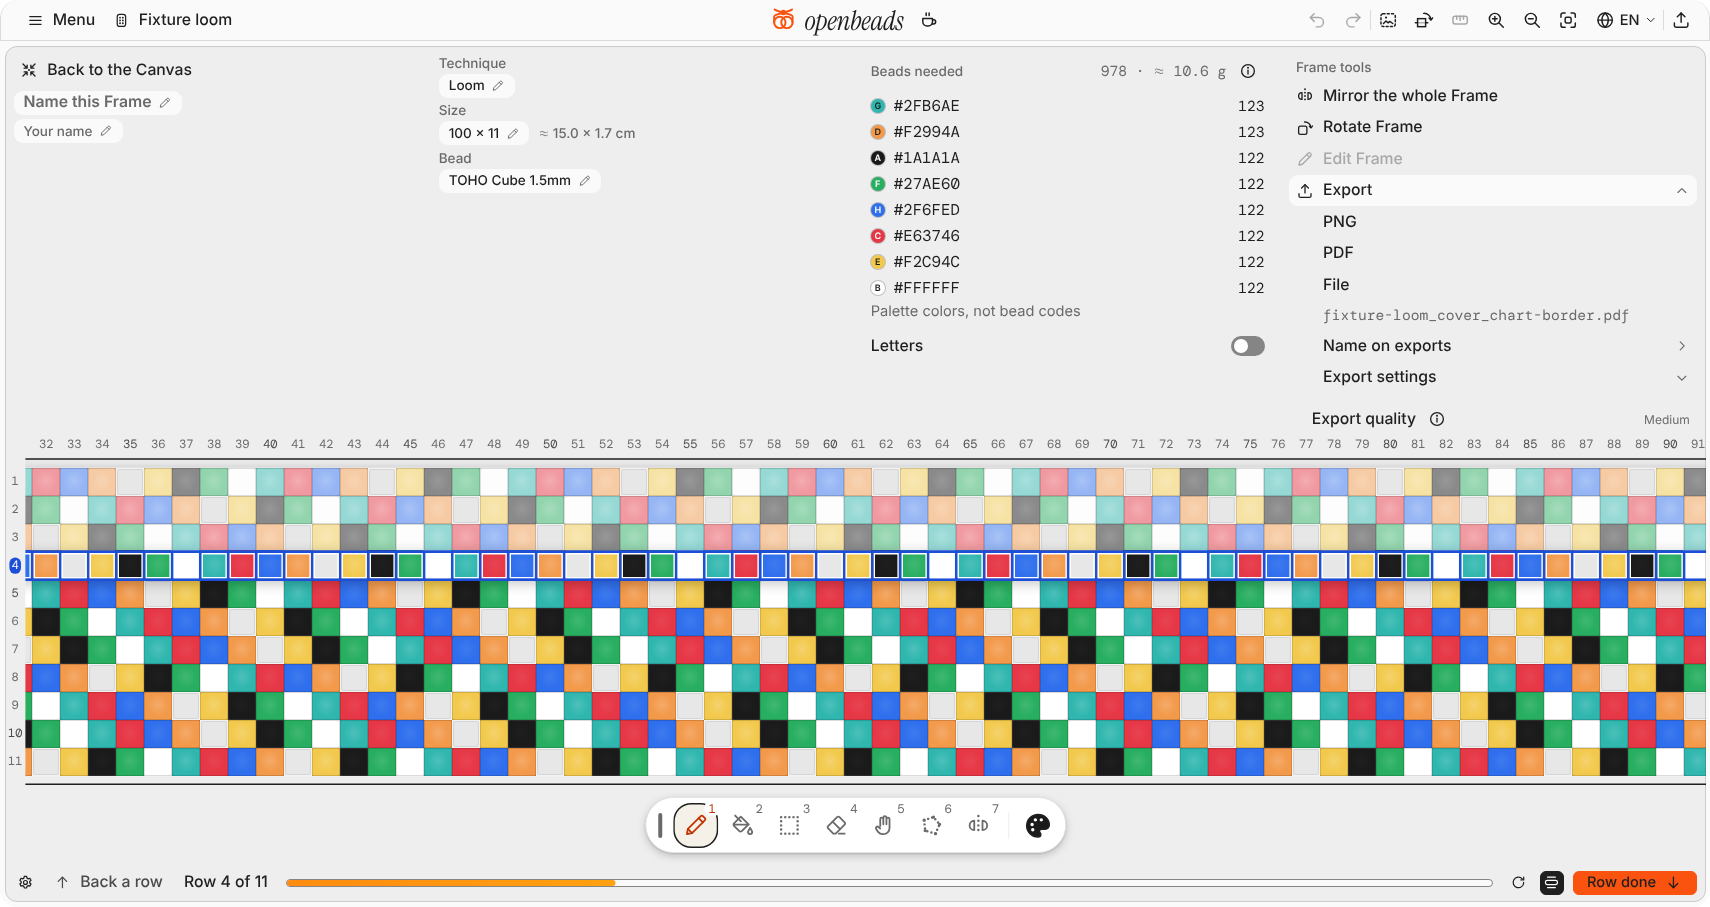 Menu
Fixture loom
openbeads
EN
Back to the Canvas
Name this Frame
Your name
Technique
Loom
Size
100 × 11 ≈ 15.0 × 1.7 cm
Bead
TOHO Cube 1.5mm
Beads needed 978 · ≈ 10.6 g
G #2FB6AE 123
D #F2994A 123
A #1A1A1A 122
F #27AE60 122
H #2F6FED 122
C #E63746 122
E #F2C94C 122
B #FFFFFF 122
Palette colors, not bead codes
Letters
Frame tools
Mirror the whole Frame
Rotate Frame
Edit Frame
Export
PNG
PDF
File
fixture-loom_cover_chart-border.pdf
Name on exports
Export settings
Export quality Medium
32 33 34 35 36 37 38 39 40 41 42 43 44 45 46 47 48 49 50 51 52 53 54 55 56 57 58 59 60 61 62 63 64 65 66 67 68 69 70 71 72 73 74 75 76 77 78 79 80 81 82 83 84 85 86 87 88 89 90 91
1
2
3
4
5
6
7
8
9
10
11
1 2 3 4 5 6 7
Back a row Row 4 of 11 Row done